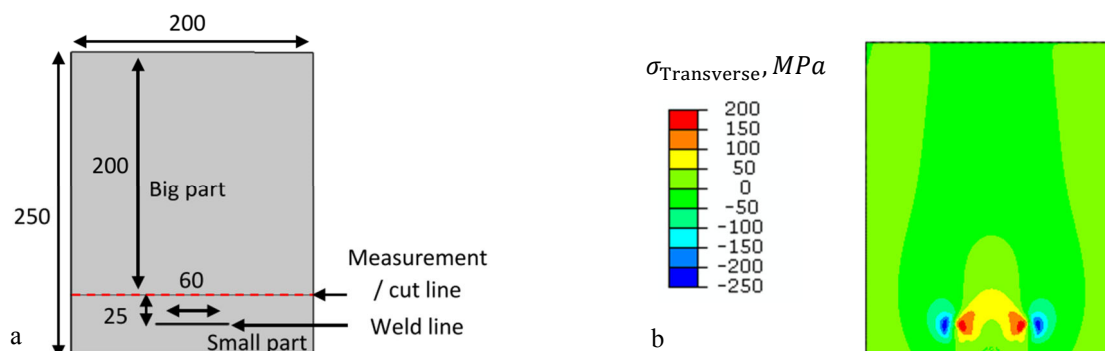 200
250
200
Big part
60
25
Measurement
/ cut line
Weld line
Small part
a
σTransverse, MPa
200
150
100
50
0
-50
-100
-150
-200
-250
b